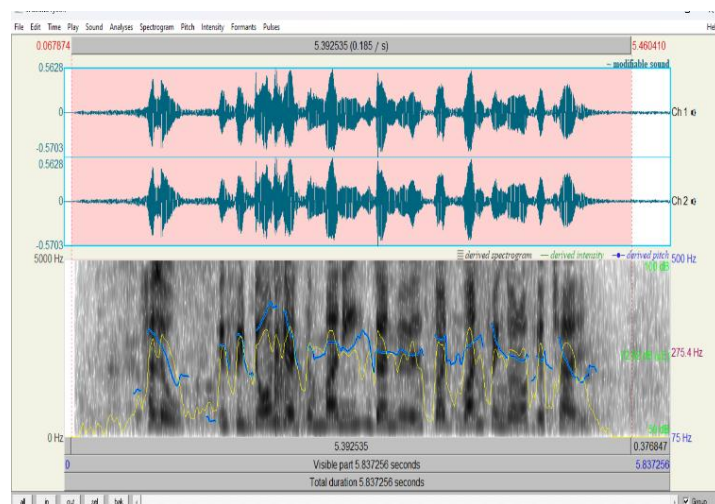 File Edit Time Play Sound Analyses Spectrogram Pitch Intensity Formants Pulses Hel
0.067874 5.392535 (0.185 / s) 5.460410
~ modifiable sound
0.5628
0 Ch 1
-0.5703
0.5628
0 Ch 2
-0.5703
derived spectrogram derived intensity derived pitch
5000 Hz 500 Hz
100 dB
275.4 Hz
0 Hz 75 Hz
5.392535 0.376847
0 Visible part 5.837256 seconds 5.837256
Total duration 5.837256 seconds
all in out sel bak Group